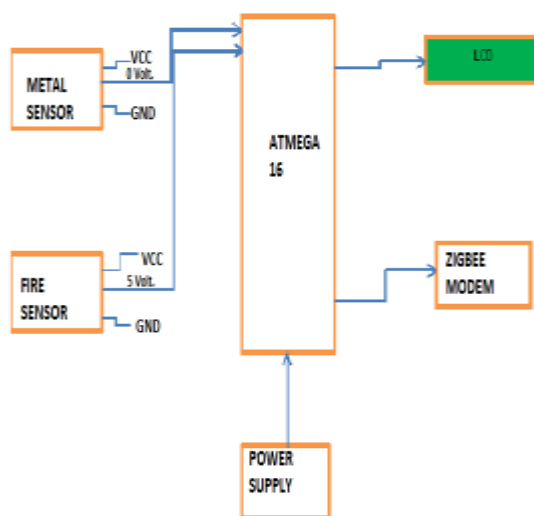 METAL
SENSOR
VCC
0 Volt.
GND
ATMEGA
16
LCD
FIRE
SENSOR
VCC
5 Volt.
GND
ZIGBEE
MODEM
POWER
SUPPLY